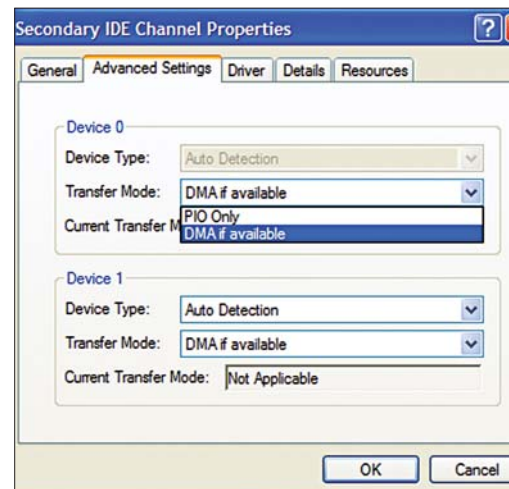 Secondary IDE Channel Properties
?
General Advanced Settings Driver Details Resources
Device 0
Device Type: Auto Detection
Transfer Mode: DMA if available
PIO Only
DMA if available
Current Transfer M
Device 1
Device Type: Auto Detection
Transfer Mode: DMA if available
Current Transfer Mode: Not Applicable
OK Cancel